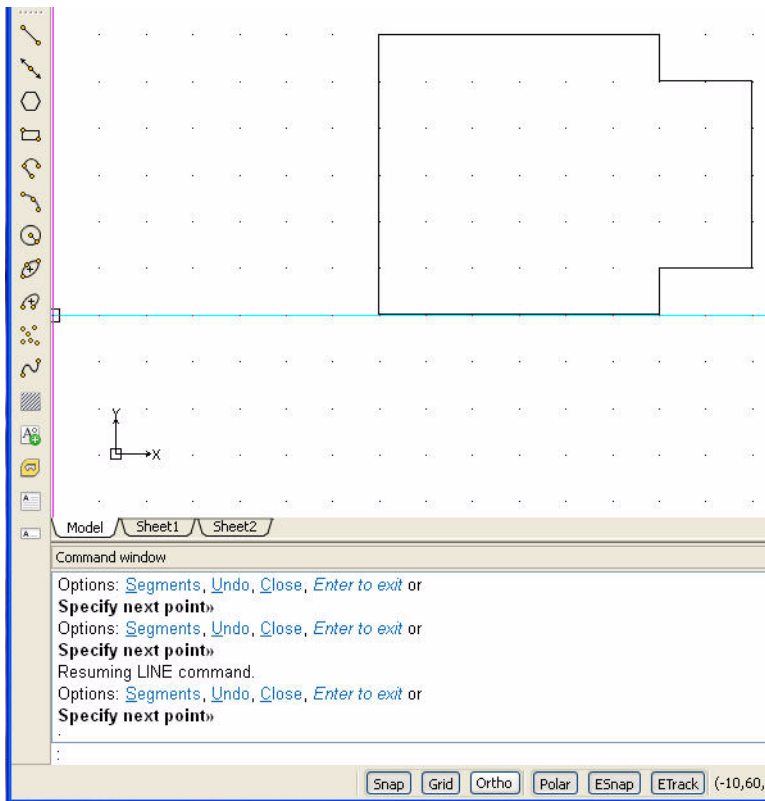 Y
X
Model Sheet1 Sheet2
Command window
Options: Segments, Undo, Close, Enter to exit or
Specify next point»
Options: Segments, Undo, Close, Enter to exit or
Specify next point»
Resuming LINE command.
Options: Segments, Undo, Close, Enter to exit or
Specify next point»
:
:
Snap Grid Ortho Polar ESnap ETrack (-10,60,